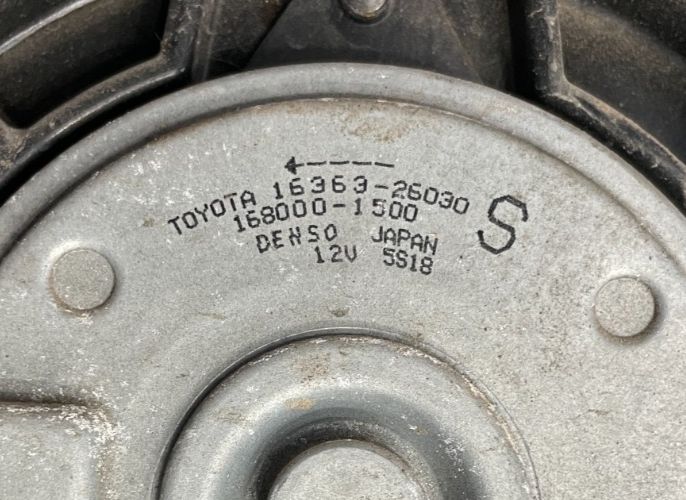 TOYOTA 16363-26030
168000-1500
DENSO JAPAN
12V 5S18
S